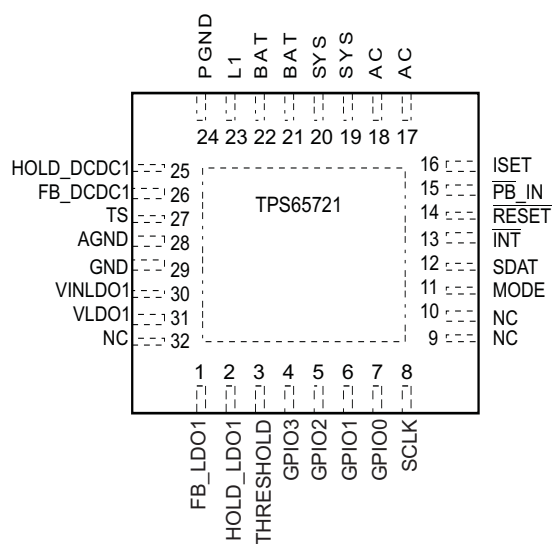 PGND
L1
BAT
BAT
SYS
SYS
AC
AC
24
23
22
21
20
19
18
17
HOLD_DCDC1 25
FB_DCDC1 26
TS 27
AGND 28
GND 29
VINLDO1 30
VLDO1 31
NC 32
TPS65721
16 ISET
15 PB_IN
14 RESET
13 INT
12 SDAT
11 MODE
10 NC
9 NC
1
2
3
4
5
6
7
8
FB_LDO1
HOLD_LDO1
THRESHOLD
GPIO3
GPIO2
GPIO1
GPIO0
SCLK